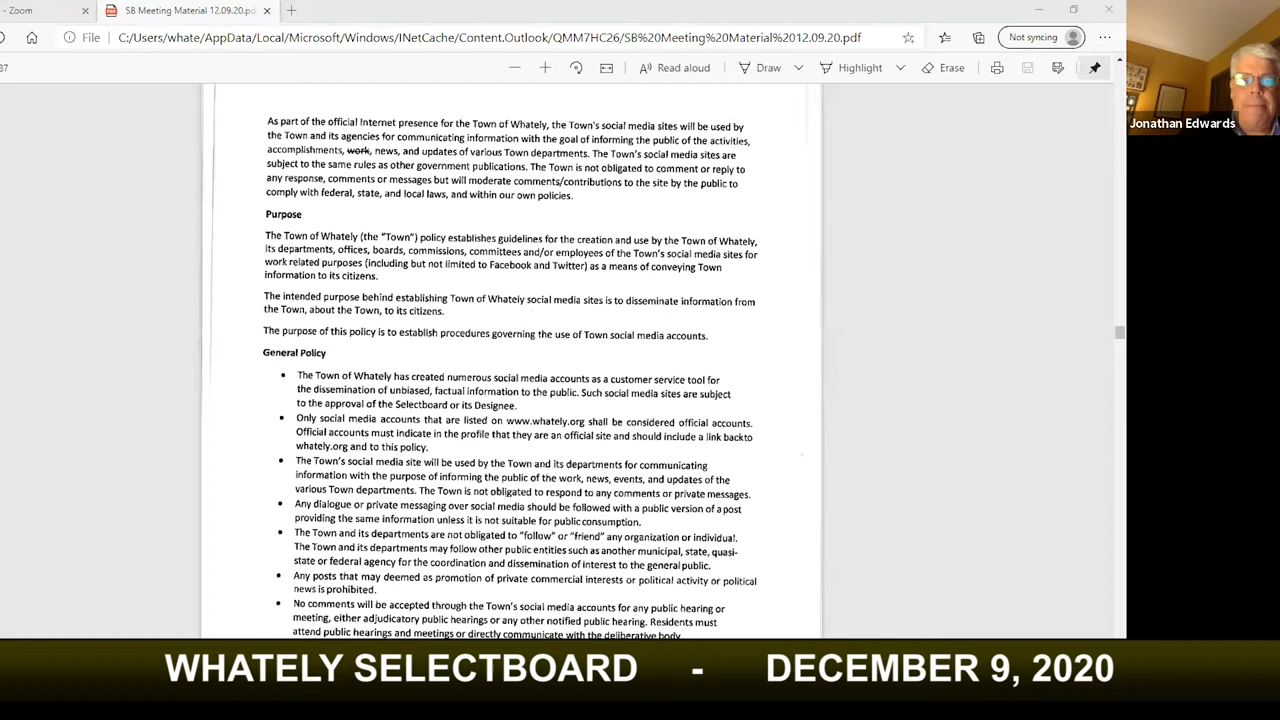 - Zoom
SB Meeting Material 12.09.20.pd
File
C:/Users/whate/AppData/Local/Microsoft/Windows/INetCache/Content.Outlook/QMM7HC26/SB%20Meeting%20Material%2012.09.20.pdf
Not syncing
87
Read aloud
Draw
Highlight
Erase
Jonathan Edwards
As part of the official Internet presence for the Town of Whately, the Town's social media sites will be used by
the Town and its agencies for communicating information with the goal of informing the public of the activities,
accomplishments, work, news, and updates of various Town departments. The Town's social media sites are
subject to the same rules as other government publications. The Town is not obligated to comment or reply to
any response, comments or messages but will moderate comments/contributions to the site by the public to
comply with federal, state, and local laws, and within our own policies.
Purpose
The Town of Whately (the "Town") policy establishes guidelines for the creation and use by the Town of Whately,
its departments, offices, boards, commissions, committees and/or employees of the Town's social media sites for
work related purposes (including but not limited to Facebook and Twitter) as a means of conveying Town
information to its citizens.
The intended purpose behind establishing Town of Whately social media sites is to disseminate information from
the Town, about the Town, to its citizens.
The purpose of this policy is to establish procedures governing the use of Town social media accounts.
General Policy
• The Town of Whately has created numerous social media accounts as a customer service tool for
the dissemination of unbiased, factual information to the public. Such social media sites are subject
to the approval of the Selectboard or its Designee.
• Only social media accounts that are listed on www.whately.org shall be considered official accounts.
Official accounts must indicate in the profile that they are an official site and should include a link backto
whately.org and to this policy.
• The Town's social media site will be used by the Town and its departments for communicating
information with the purpose of informing the public of the work, news, events, and updates of the
various Town departments. The Town is not obligated to respond to any comments or private messages.
• Any dialogue or private messaging over social media should be followed with a public version of a post
providing the same information unless it is not suitable for public consumption.
• The Town and its departments are not obligated to "follow" or "friend" any organization or individual.
The Town and its departments may follow other public entities such as another municipal, state, quasi-
state or federal agency for the coordination and dissemination of interest to the general public.
• Any posts that may deemed as promotion of private commercial interests or political activity or political
news is prohibited.
• No comments will be accepted through the Town's social media accounts for any public hearing or
meeting, either adjudicatory public hearings or any other notified public hearing. Residents must
attend public hearings and meetings or directly communicate with the deliberative body
WHATELY SELECTBOARD - DECEMBER 9, 2020